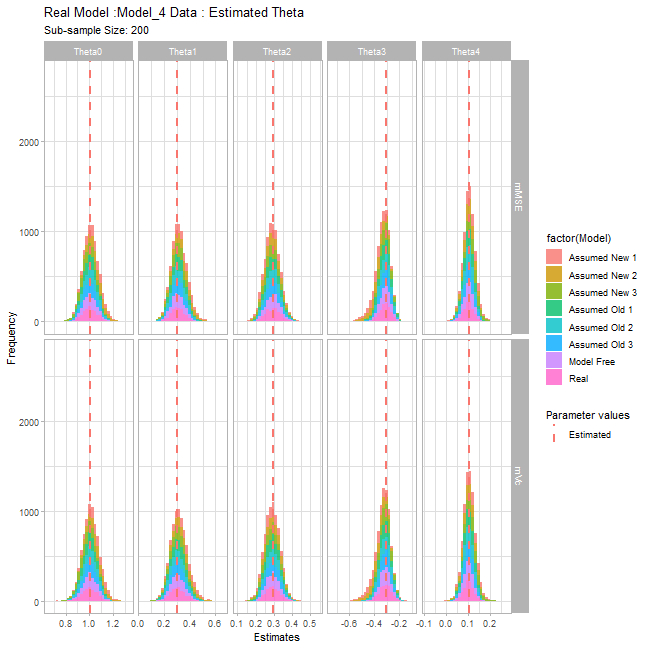 Real Model :Model_4 Data : Estimated Theta
Sub-sample Size: 200
Theta0 Theta1 Theta2 Theta3 Theta4
2000
1000
0
mMSE
Frequency
2000
1000
0
mVc
0.8 1.0 1.2 0.0 0.2 0.4 0.6 0.1 0.2 0.3 0.4 0.5 -0.6 -0.4 -0.2 -0.1 0.0 0.1 0.2
Estimates
factor(Model)
Assumed New 1
Assumed New 2
Assumed New 3
Assumed Old 1
Assumed Old 2
Assumed Old 3
Model Free
Real
Parameter values
Estimated